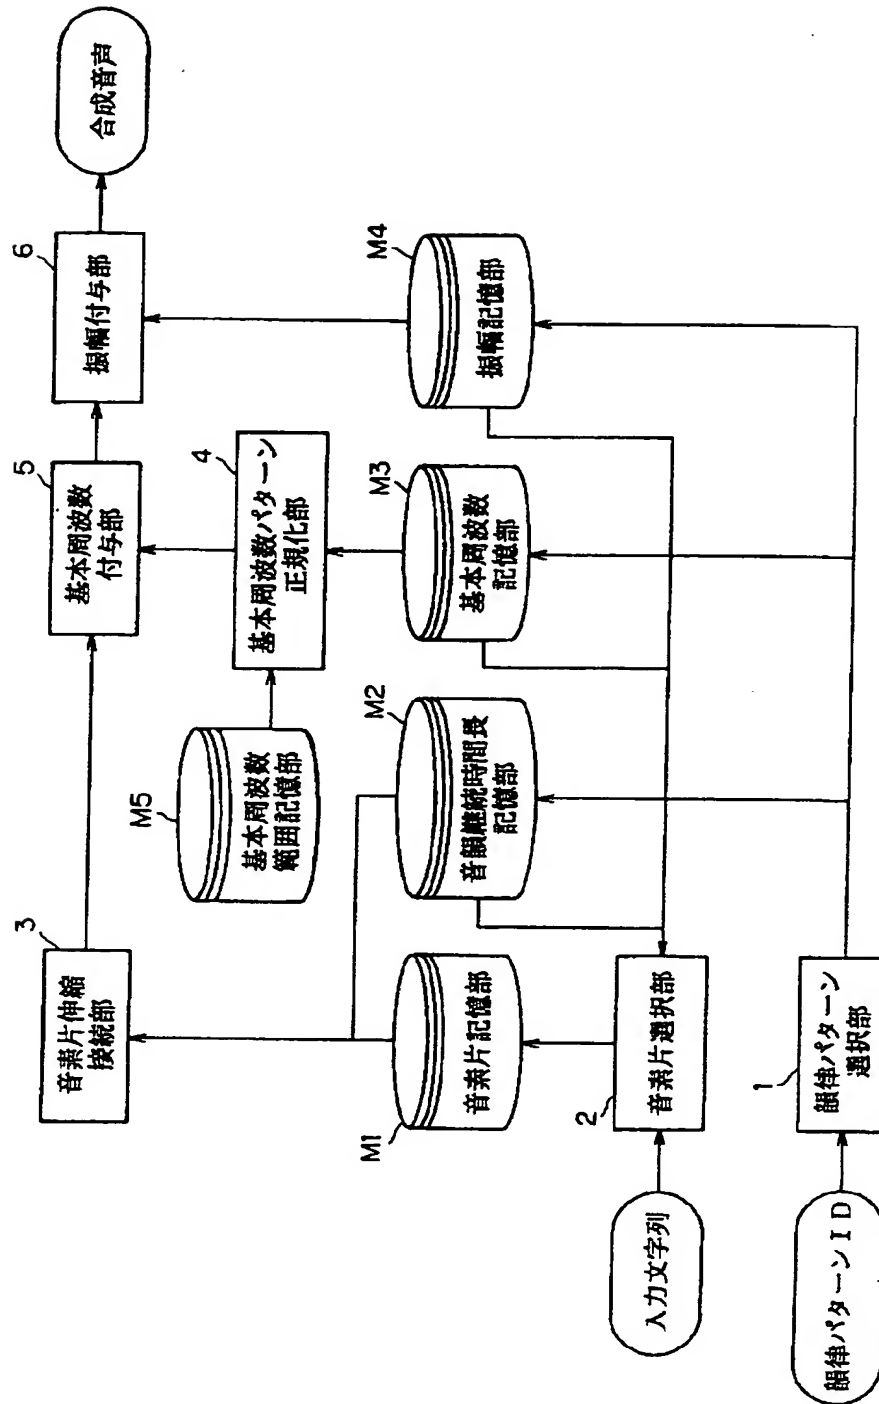 合成音声
6
振幅付与部
5
基本周波数
付与部
3
音素片伸縮
接続部
4
基本周波数パターン
正規化部
M5
基本周波数
範囲記憶部
M4
振幅記憶部
M3
基本周波数
記憶部
M2
音韻継続時間長
記憶部
M1
音素片記憶部
2
音素片選択部
入力文字列
1
韻律パターン
選択部
韻律パターンID